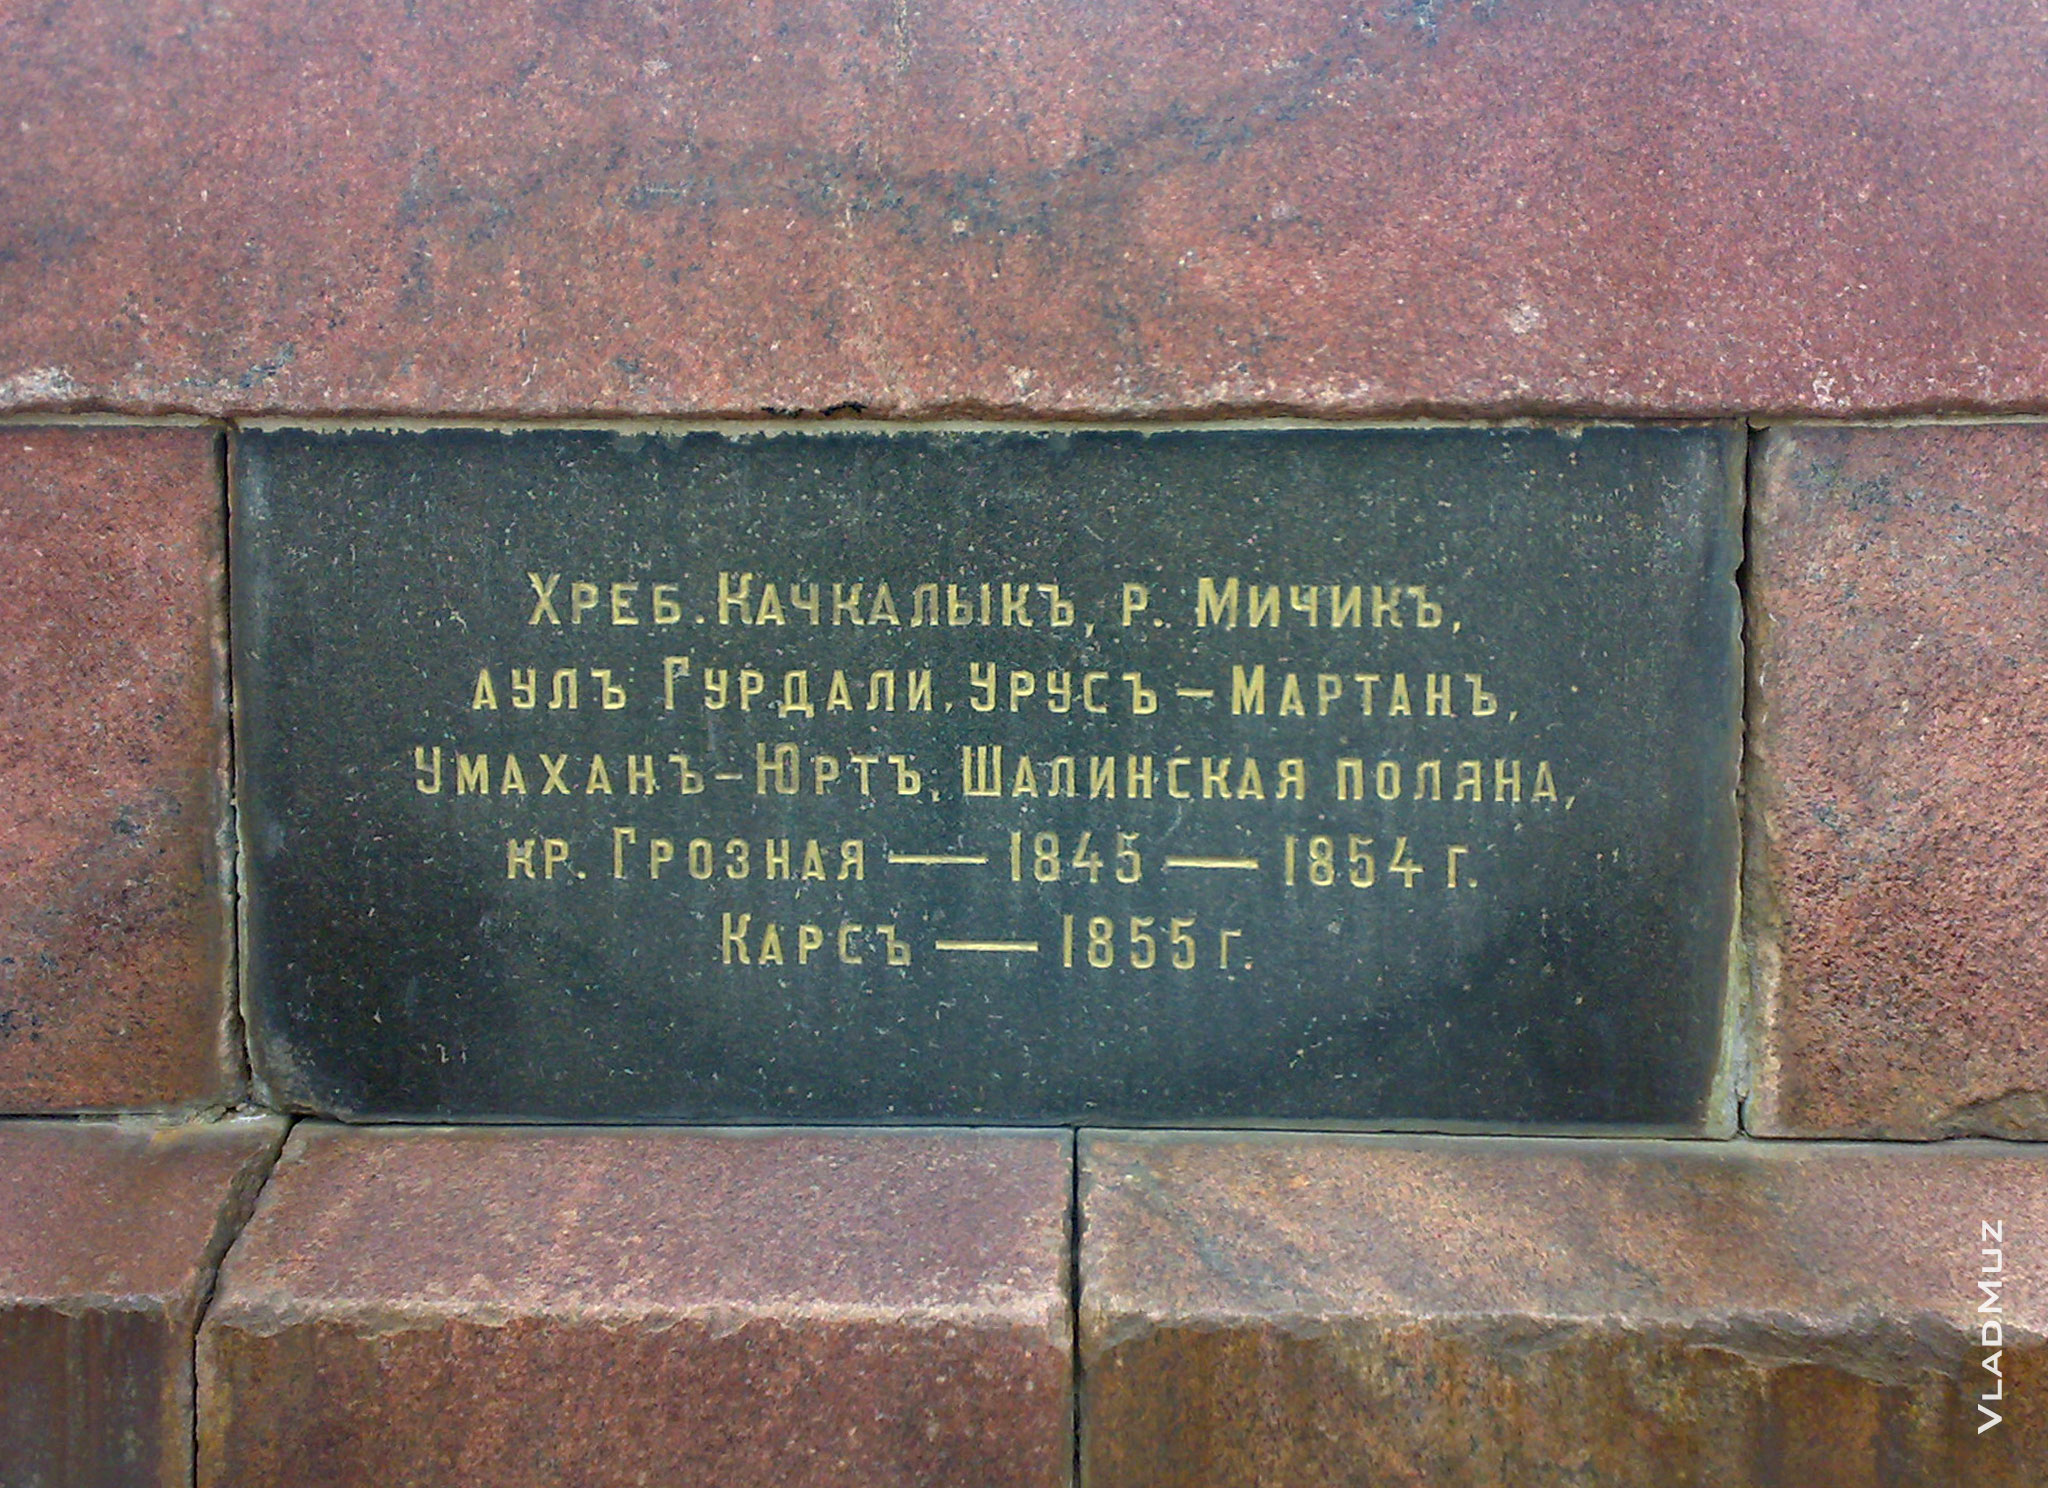 Хреб. Качкалыкъ, р. Мичикъ,
аулъ Гурдали, Урусъ – Мартанъ,
Умаханъ – Юртъ, Шалинская поляна,
кр. Грозная — 1845 — 1854 г.
Карсъ — 1855 г.
VladMuz